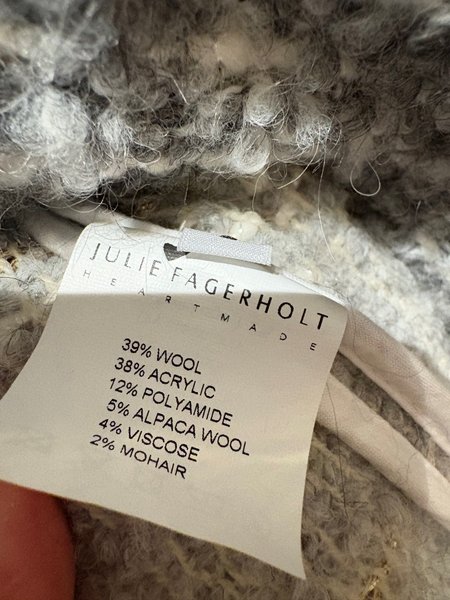 JULIE FAGERHOLT
HEARTMADE
39% WOOL
38% ACRYLIC
12% POLYAMIDE
5% ALPACA WOOL
4% VISCOSE
2% MOHAIR